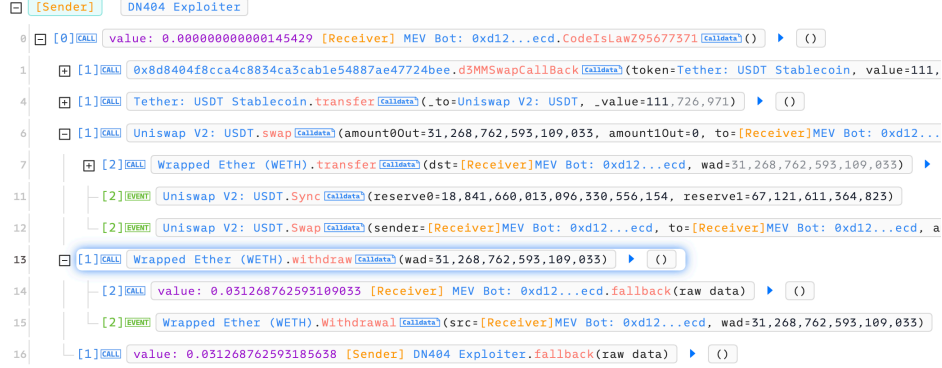 [Sender] DN404 Exploiter
0 [0] CALL value: 0.000000000000145429 [Receiver] MEV Bot: 0xd12...ecd.CodeIsLawZ95677371 Calldata () ()
1 [1] CALL 0x8d8404f8cca4c8834ca3cab1e54887ae47724bee.d3MMSwapCallBack Calldata (token=Tether: USDT Stablecoin, value=111,
4 [1] CALL Tether: USDT Stablecoin.transfer Calldata (_to=Uniswap V2: USDT, _value=111,726,971) ()
6 [1] CALL Uniswap V2: USDT.swap Calldata (amount0Out=31,268,762,593,109,033, amount1Out=0, to=[Receiver]MEV Bot: 0xd12...
7 [2] CALL Wrapped Ether (WETH).transfer Calldata (dst=[Receiver]MEV Bot: 0xd12...ecd, wad=31,268,762,593,109,033)
11 [2] EVENT Uniswap V2: USDT.Sync Calldata (reserve0=18,841,660,013,096,330,556,154, reserve1=67,121,611,364,823)
12 [2] EVENT Uniswap V2: USDT.Swap Calldata (sender=[Receiver]MEV Bot: 0xd12...ecd, to=[Receiver]MEV Bot: 0xd12...ecd, a
13 [1] CALL Wrapped Ether (WETH).withdraw Calldata (wad=31,268,762,593,109,033) ()
14 [2] CALL value: 0.031268762593109033 [Receiver] MEV Bot: 0xd12...ecd.fallback(raw data) ()
15 [2] EVENT Wrapped Ether (WETH).Withdrawal Calldata (src=[Receiver]MEV Bot: 0xd12...ecd, wad=31,268,762,593,109,033)
16 [1] CALL value: 0.031268762593185638 [Sender] DN404 Exploiter.fallback(raw data) ()